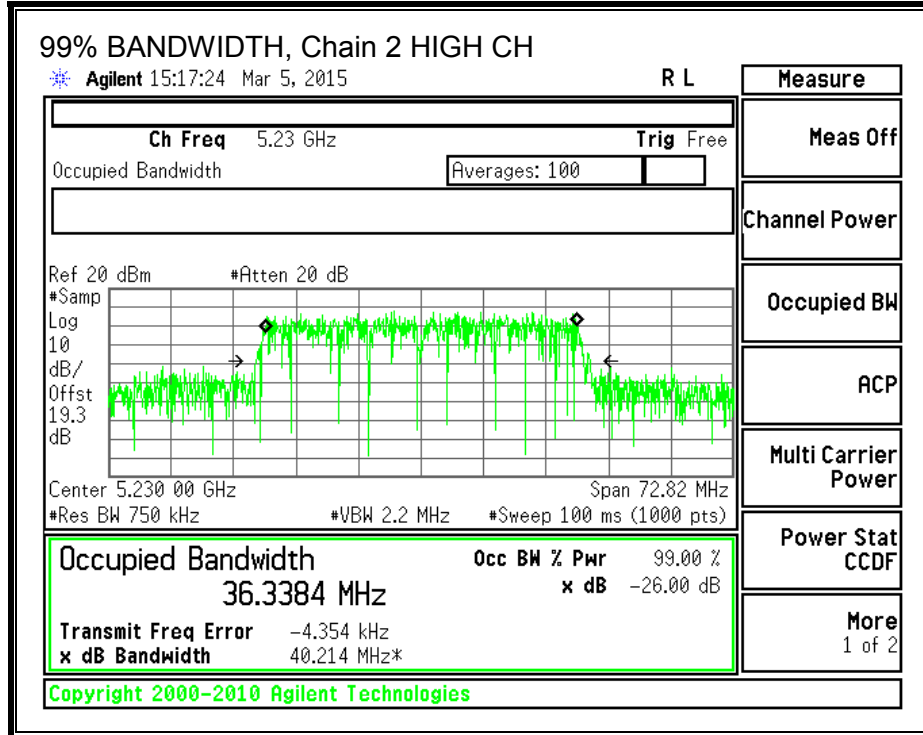 99% BANDWIDTH, Chain 2 HIGH CH
Agilent 15:17:24 Mar 5, 2015 R L
Measure
Ch Freq 5.23 GHz Trig Free
Meas Off
Occupied Bandwidth Averages: 100
Channel Power
Ref 20 dBm #Atten 20 dB
#Samp
Log
10
dB/
Offst
19.3
dB
Occupied BW
ACP
Multi Carrier
Power
Center 5.230 00 GHz Span 72.82 MHz
#Res BW 750 kHz #VBW 2.2 MHz #Sweep 100 ms (1000 pts)
Power Stat
CCDF
Occupied Bandwidth Occ BW % Pwr 99.00 %
36.3384 MHz x dB -26.00 dB
Transmit Freq Error -4.354 kHz
x dB Bandwidth 40.214 MHz*
More
1 of 2
Copyright 2000-2010 Agilent Technologies